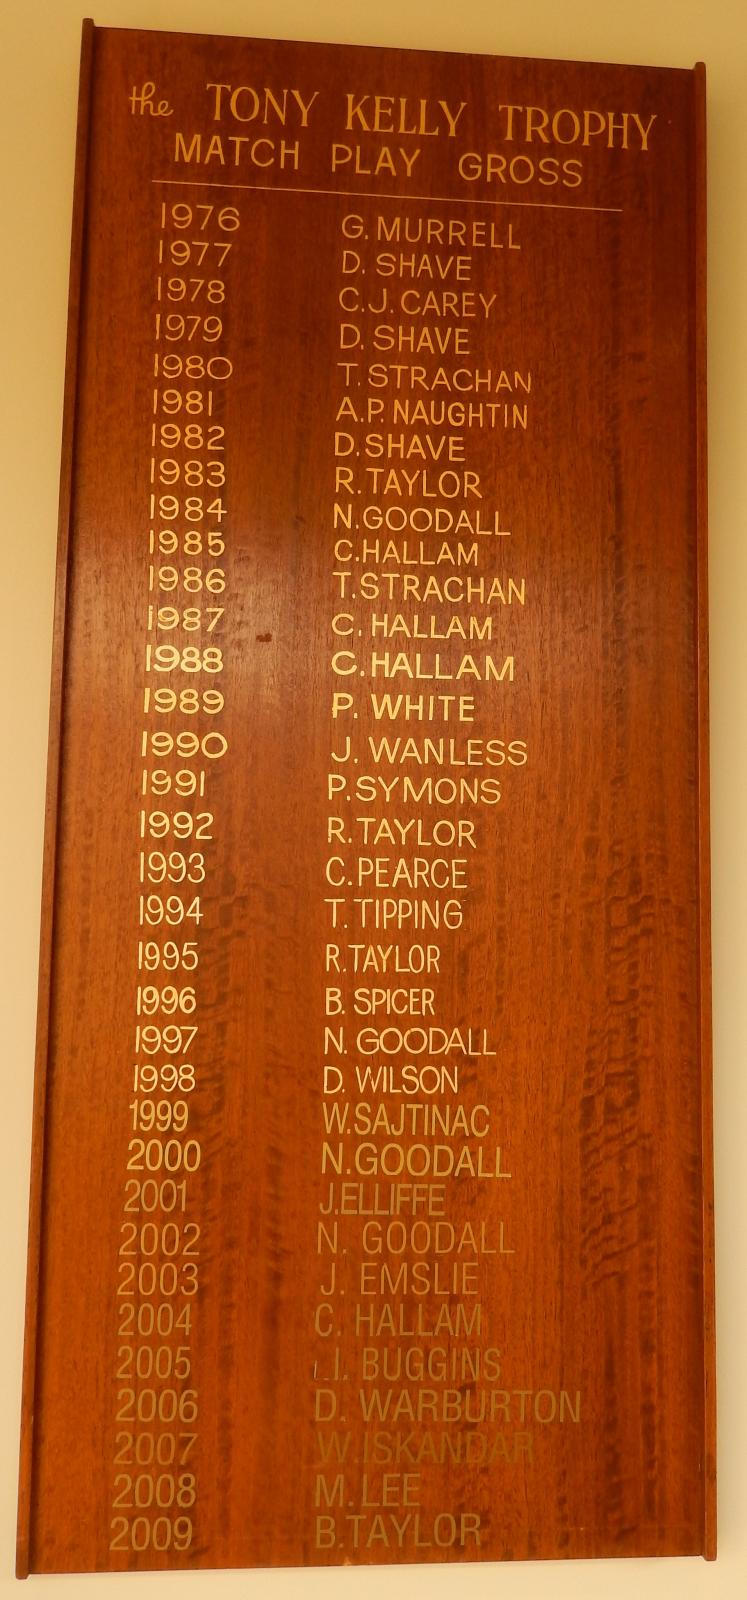 the TONY KELLY TROPHY
MATCH PLAY GROSS
1976 G. MURRELL
1977 D. SHAVE
1978 C.J. CAREY
1979 D. SHAVE
1980 T. STRACHAN
1981 A.P. NAUGHTIN
1982 D. SHAVE
1983 R. TAYLOR
1984 N. GOODALL
1985 C. HALLAM
1986 T. STRACHAN
1987 C. HALLAM
1988 C. HALLAM
1989 P. WHITE
1990 J. WANLESS
1991 P. SYMONS
1992 R. TAYLOR
1993 C. PEARCE
1994 T. TIPPING
1995 R. TAYLOR
1996 B. SPICER
1997 N. GOODALL
1998 D. WILSON
1999 W. SAJTINAC
2000 N. GOODALL
2001 J. ELLIFFE
2002 N. GOODALL
2003 J. EMSLIE
2004 C. HALLAM
2005 BUGGINS
2006 D. WARBURTON
2007 W. ISKANDAR
2008 M. LEE
2009 B. TAYLOR